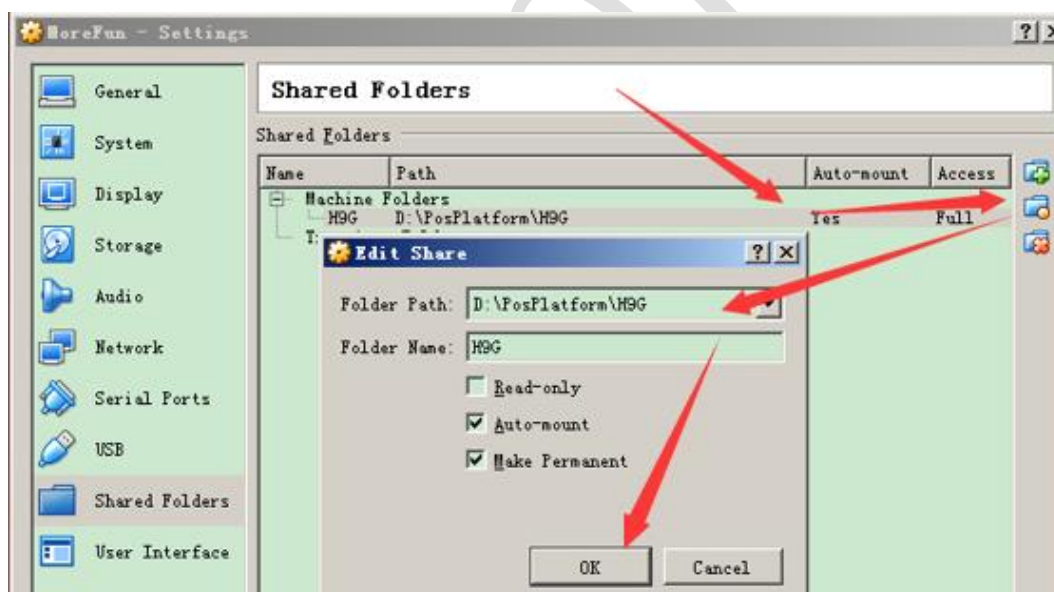 MoreFun - Settings
General
System
Display
Storage
Audio
Network
Serial Ports
USB
Shared Folders
User Interface
Shared Folders
Shared Folders
Name Path Auto-mount Access
Machine Folders
H9G D:\PosPlatform\H9G Yes Full
Edit Share
Folder Path: D:\PosPlatform\H9G
Folder Name: H9G
Read-only
Auto-mount
Make Permanent
OK Cancel